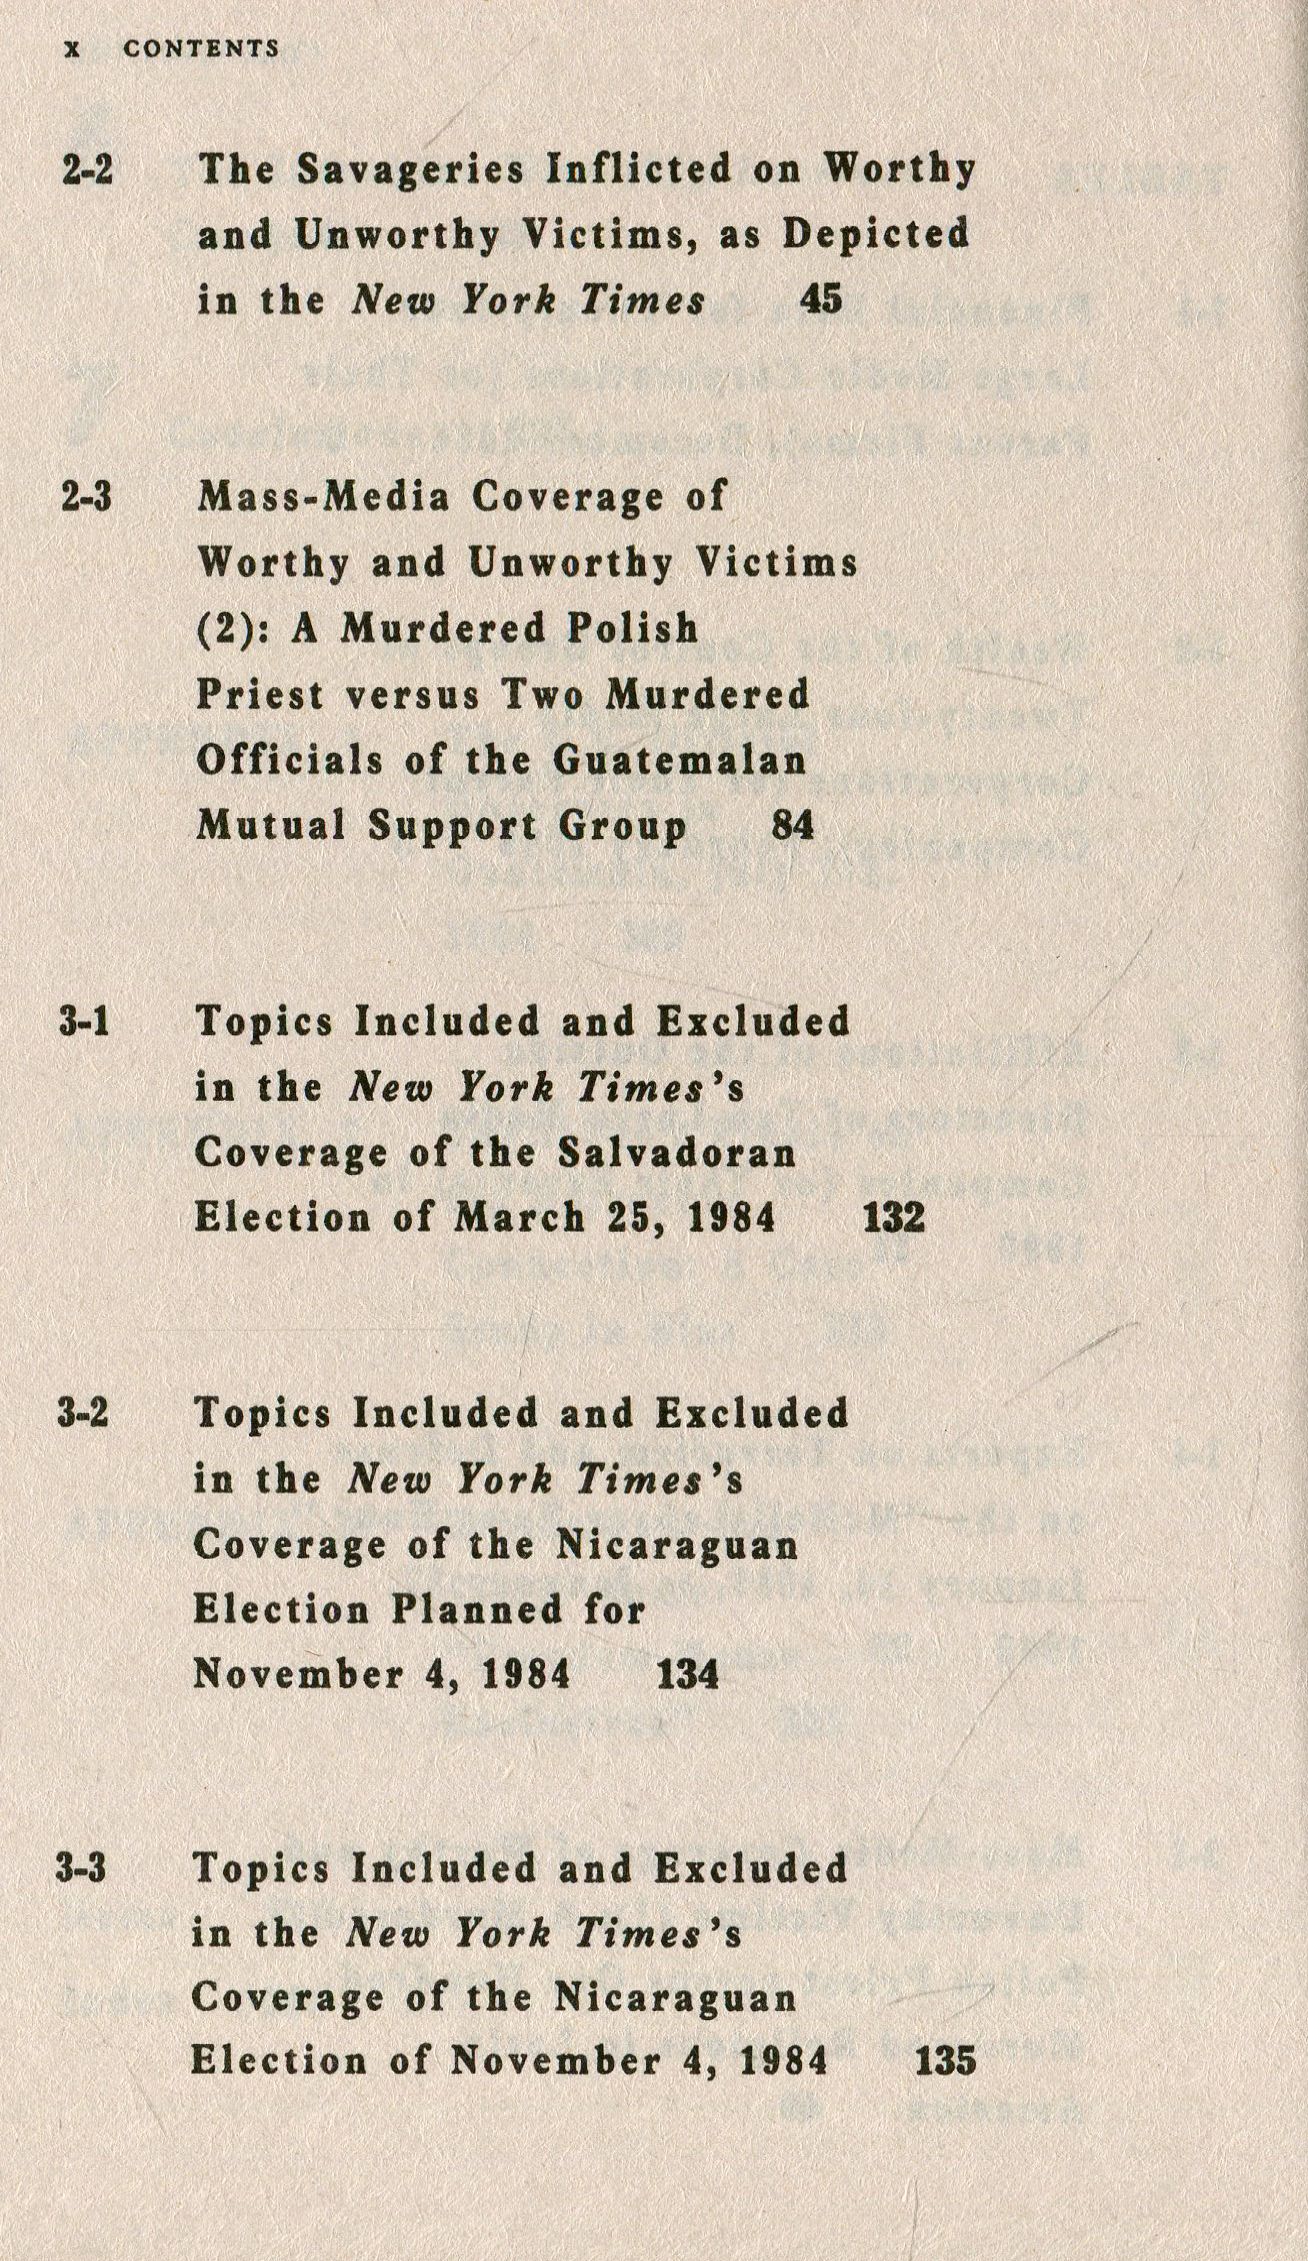 x CONTENTS
2-2 The Savageries Inflicted on Worthy
and Unworthy Victims, as Depicted
in the New York Times 45
2-3 Mass-Media Coverage of
Worthy and Unworthy Victims
(2): A Murdered Polish
Priest versus Two Murdered
Officials of the Guatemalan
Mutual Support Group 84
3-1 Topics Included and Excluded
in the New York Times's
Coverage of the Salvadoran
Election of March 25, 1984 132
3-2 Topics Included and Excluded
in the New York Times's
Coverage of the Nicaraguan
Election Planned for
November 4, 1984 134
3-3 Topics Included and Excluded
in the New York Times's
Coverage of the Nicaraguan
Election of November 4, 1984 135